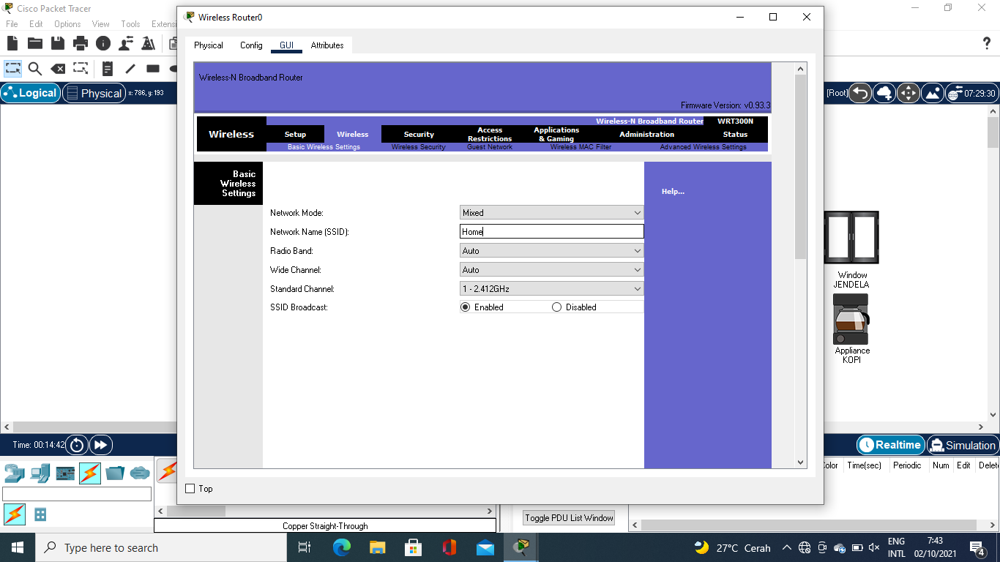 Cisco Packet Tracer
File Edit Options View Tools Extensi
Logical
Physical
x: 786, y: 193
Wireless Router0
Physical Config GUI Attributes
Wireless-N Broadband Router
Firmware Version: v0.93.3
Wireless-N Broadband Router WRT300N
Wireless
Setup Wireless Security Access Restrictions Applications & Gaming Administration Status
Basic Wireless Settings Wireless Security Guest Network Wireless MAC Filter Advanced Wireless Settings
Basic
Wireless
Settings
Help...
Network Mode: Mixed
Network Name (SSID): Home
Radio Band: Auto
Wide Channel: Auto
Standard Channel: 1 - 2.412GHz
SSID Broadcast: Enabled Disabled
Top
[Root]
07:29:30
Window
JENDELA
Appliance
KOPI
Time: 00:14:42
Realtime
Simulation
Color Time(sec) Periodic Num Edit Delet
Copper Straight-Through
Toggle PDU List Window
Type here to search
27°C Cerah
ENG
INTL
7:43
02/10/2021
4